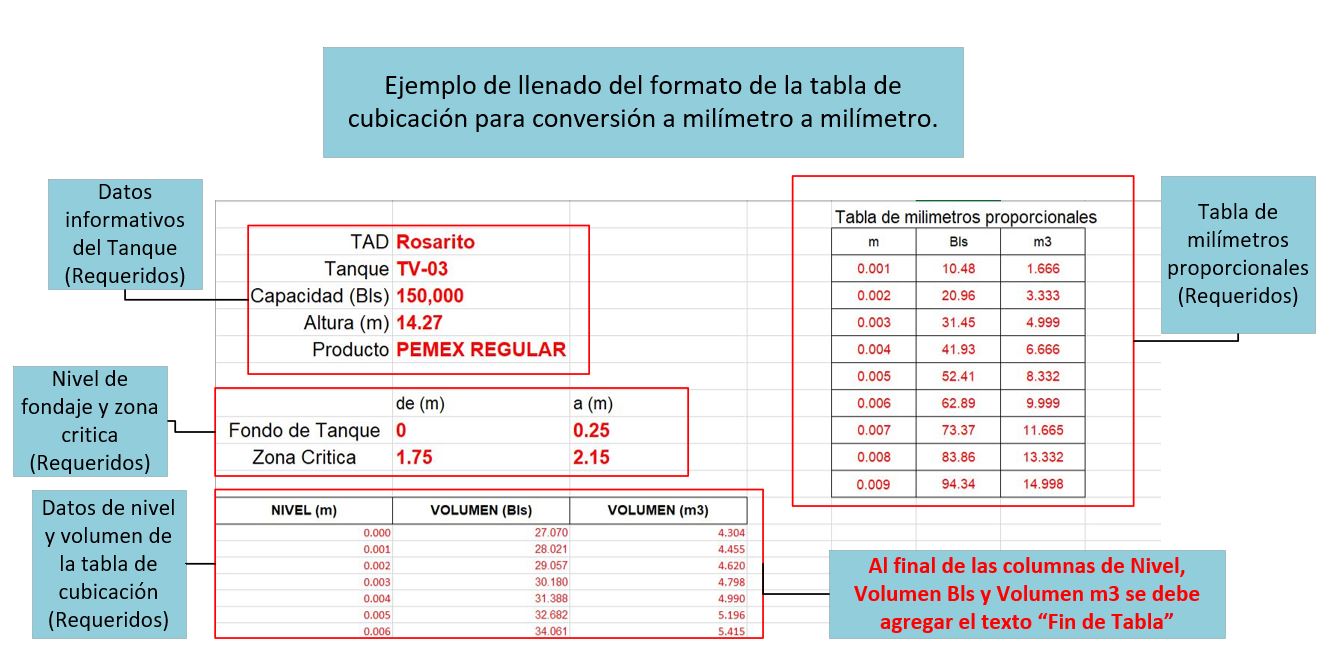 Ejemplo de llenado del formato de la tabla de
cubicación para conversión a milímetro a milímetro.
Datos
informativos
del Tanque
(Requeridos)
TAD Rosarito
Tanque TV-03
Capacidad (Bls) 150,000
Altura (m) 14.27
Producto PEMEX REGULAR
Tabla de milimetros proporcionales
m Bls m3
0.001 10.48 1.666
0.002 20.96 3.333
0.003 31.45 4.999
0.004 41.93 6.666
0.005 52.41 8.332
0.006 62.89 9.999
0.007 73.37 11.665
0.008 83.86 13.332
0.009 94.34 14.998
Tabla de
milímetros
proporcionales
(Requeridos)
Nivel de
fondaje y zona
critica
(Requeridos)
de (m) a (m)
Fondo de Tanque 0 0.25
Zona Critica 1.75 2.15
Datos de nivel
y volumen de
la tabla de
cubicación
(Requeridos)
NIVEL (m) VOLUMEN (Bls) VOLUMEN (m3)
0.000 27.070 4.304
0.001 28.021 4.455
0.002 29.057 4.620
0.003 30.180 4.798
0.004 31.388 4.990
0.005 32.682 5.196
0.006 34.061 5.415
Al final de las columnas de Nivel,
Volumen Bls y Volumen m3 se debe
agregar el texto “Fin de Tabla”